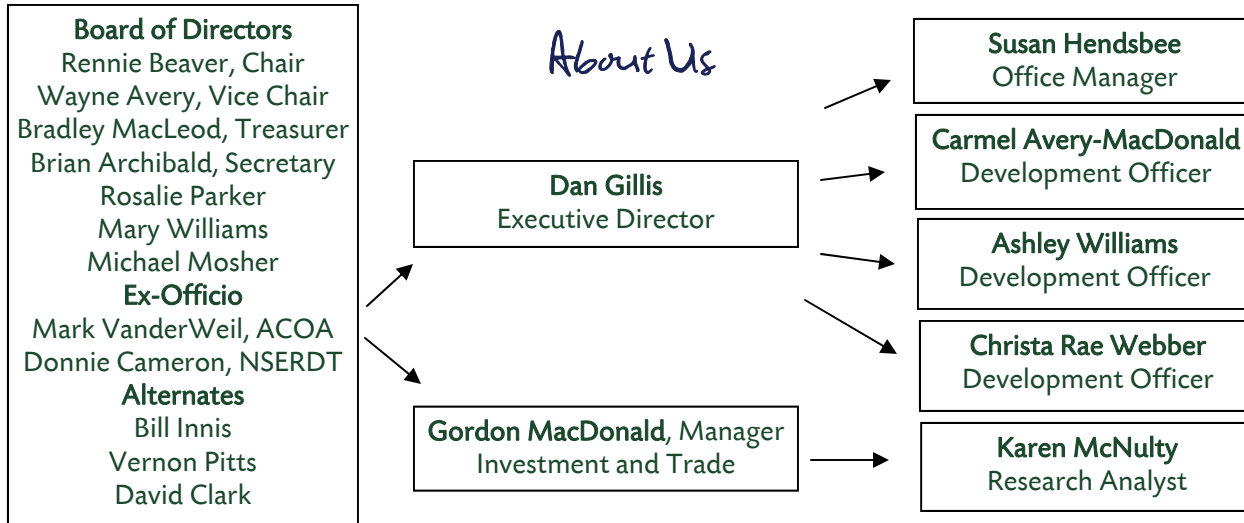 About Us
Board of Directors
Rennie Beaver, Chair
Wayne Avery, Vice Chair
Bradley MacLeod, Treasurer
Brian Archibald, Secretary
Rosalie Parker
Mary Williams
Michael Mosher
Ex-Officio
Mark VanderWeil, ACOA
Donnie Cameron, NSERDT
Alternates
Bill Innis
Vernon Pitts
David Clark
Dan Gillis
Executive Director
Gordon MacDonald, Manager
Investment and Trade
Susan Hendsbee
Office Manager
Carmel Avery-MacDonald
Development Officer
Ashley Williams
Development Officer
Christa Rae Webber
Development Officer
Karen McNulty
Research Analyst